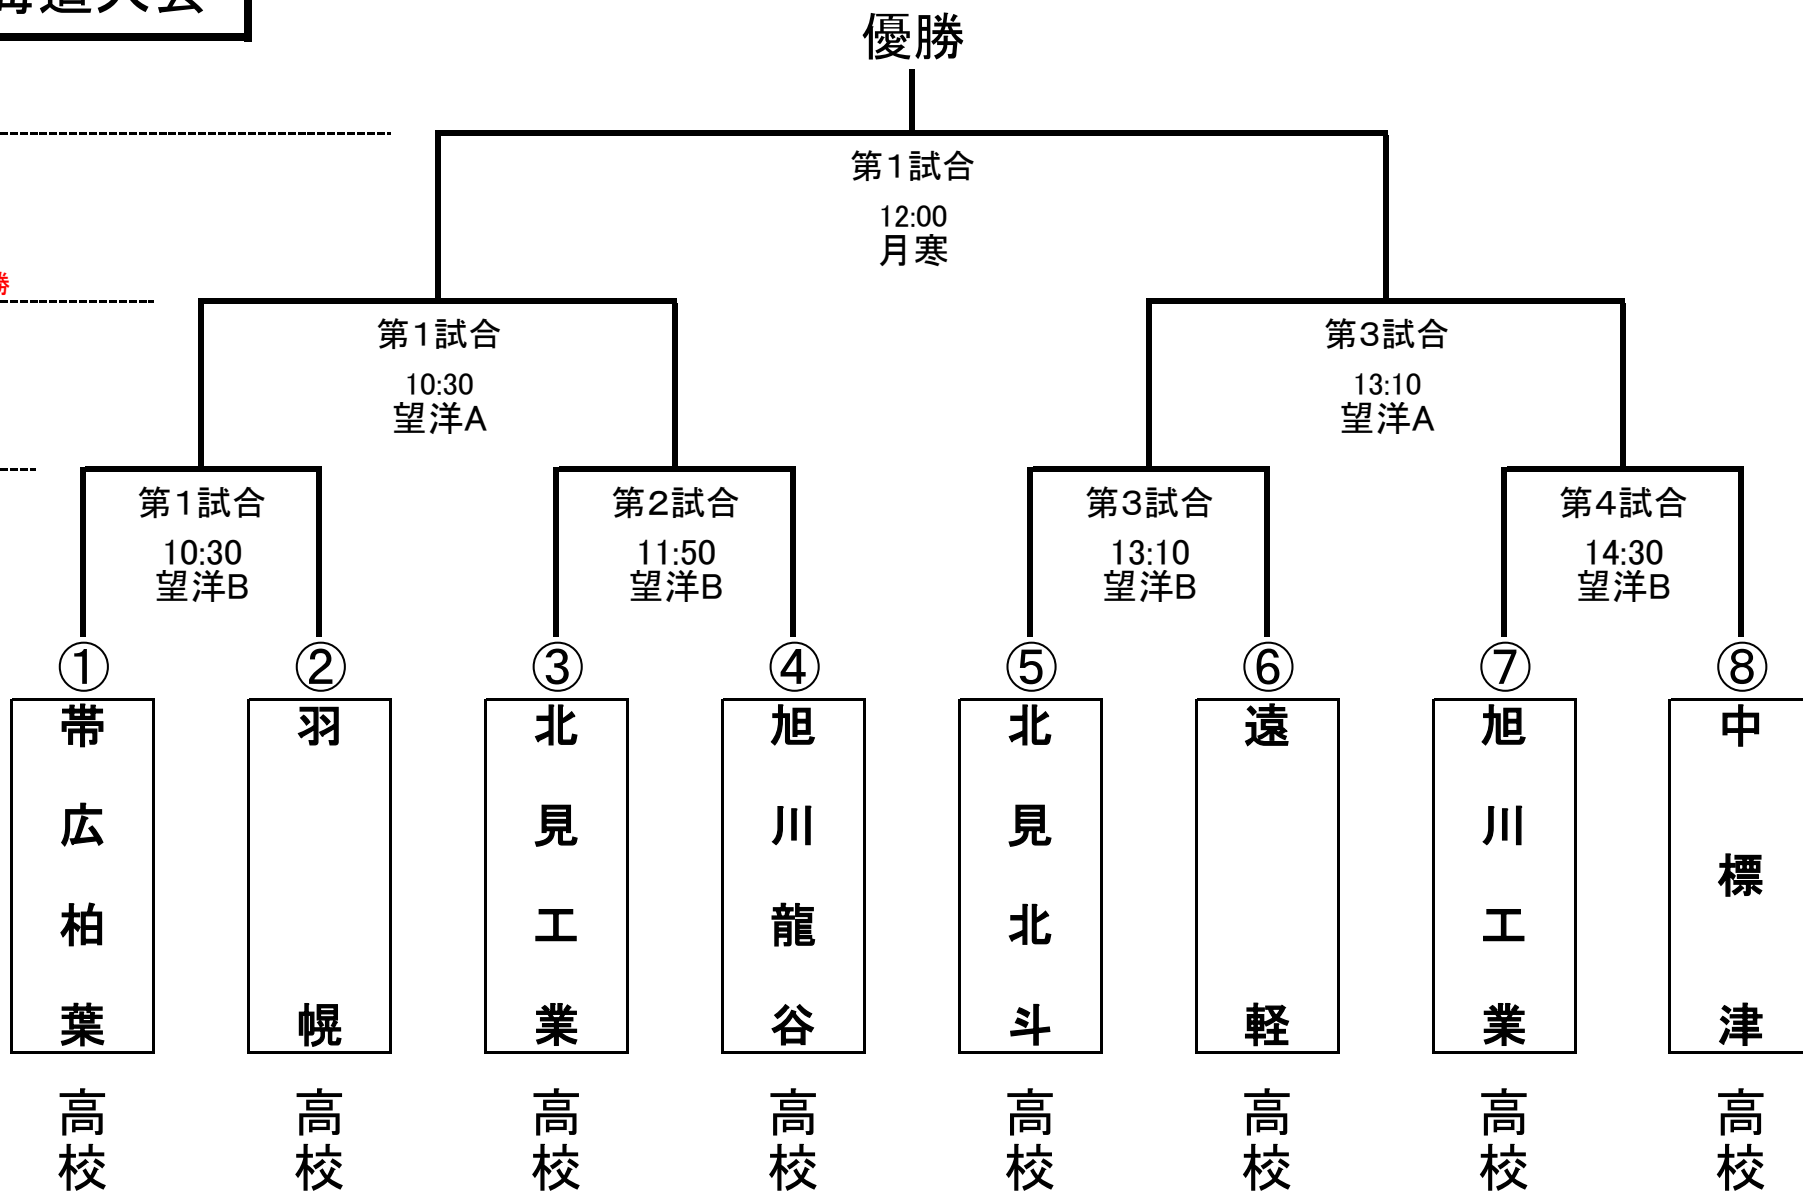 海道大会
優勝
第１試合
12:00
月寒
勝
第１試合
10:30
望洋A
第３試合
13:10
望洋A
第１試合
10:30
望洋B
第２試合
11:50
望洋B
第３試合
13:10
望洋B
第４試合
14:30
望洋B
① ② ③ ④ ⑤ ⑥ ⑦ ⑧
帯広柏葉高校
羽幌高校
北見工業高校
旭川龍谷高校
北見北斗高校
遠軽高校
旭川工業高校
中標津高校